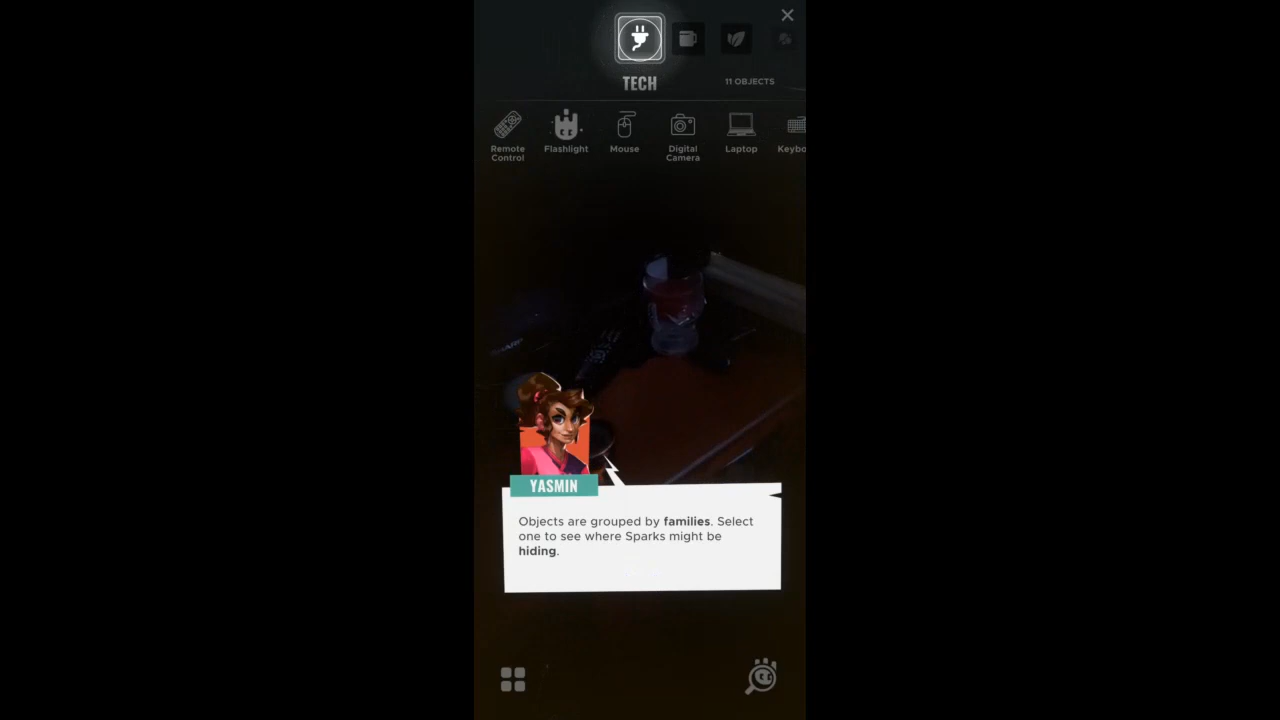 TECH
11 OBJECTS
Remote
Control
Flashlight
Mouse
Digital
Camera
Laptop
Keybo
YASMIN
Objects are grouped by families. Select
one to see where Sparks might be
hiding.